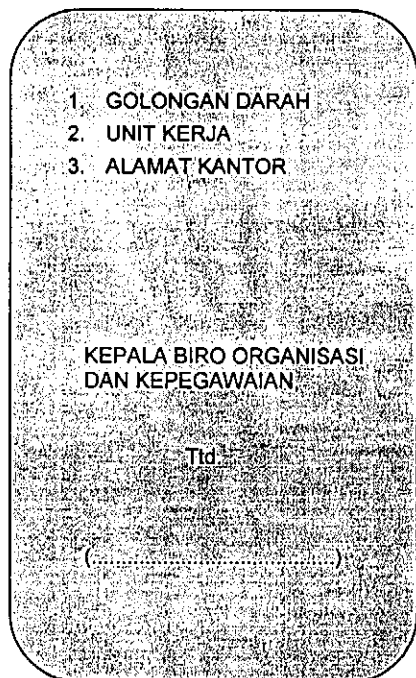 1. GOLONGAN DARAH
2. UNIT KERJA
3. ALAMAT KANTOR
KEPALA BIRO ORGANISASI
DAN KEPEGAWAIAN
Ttd
(....................................)